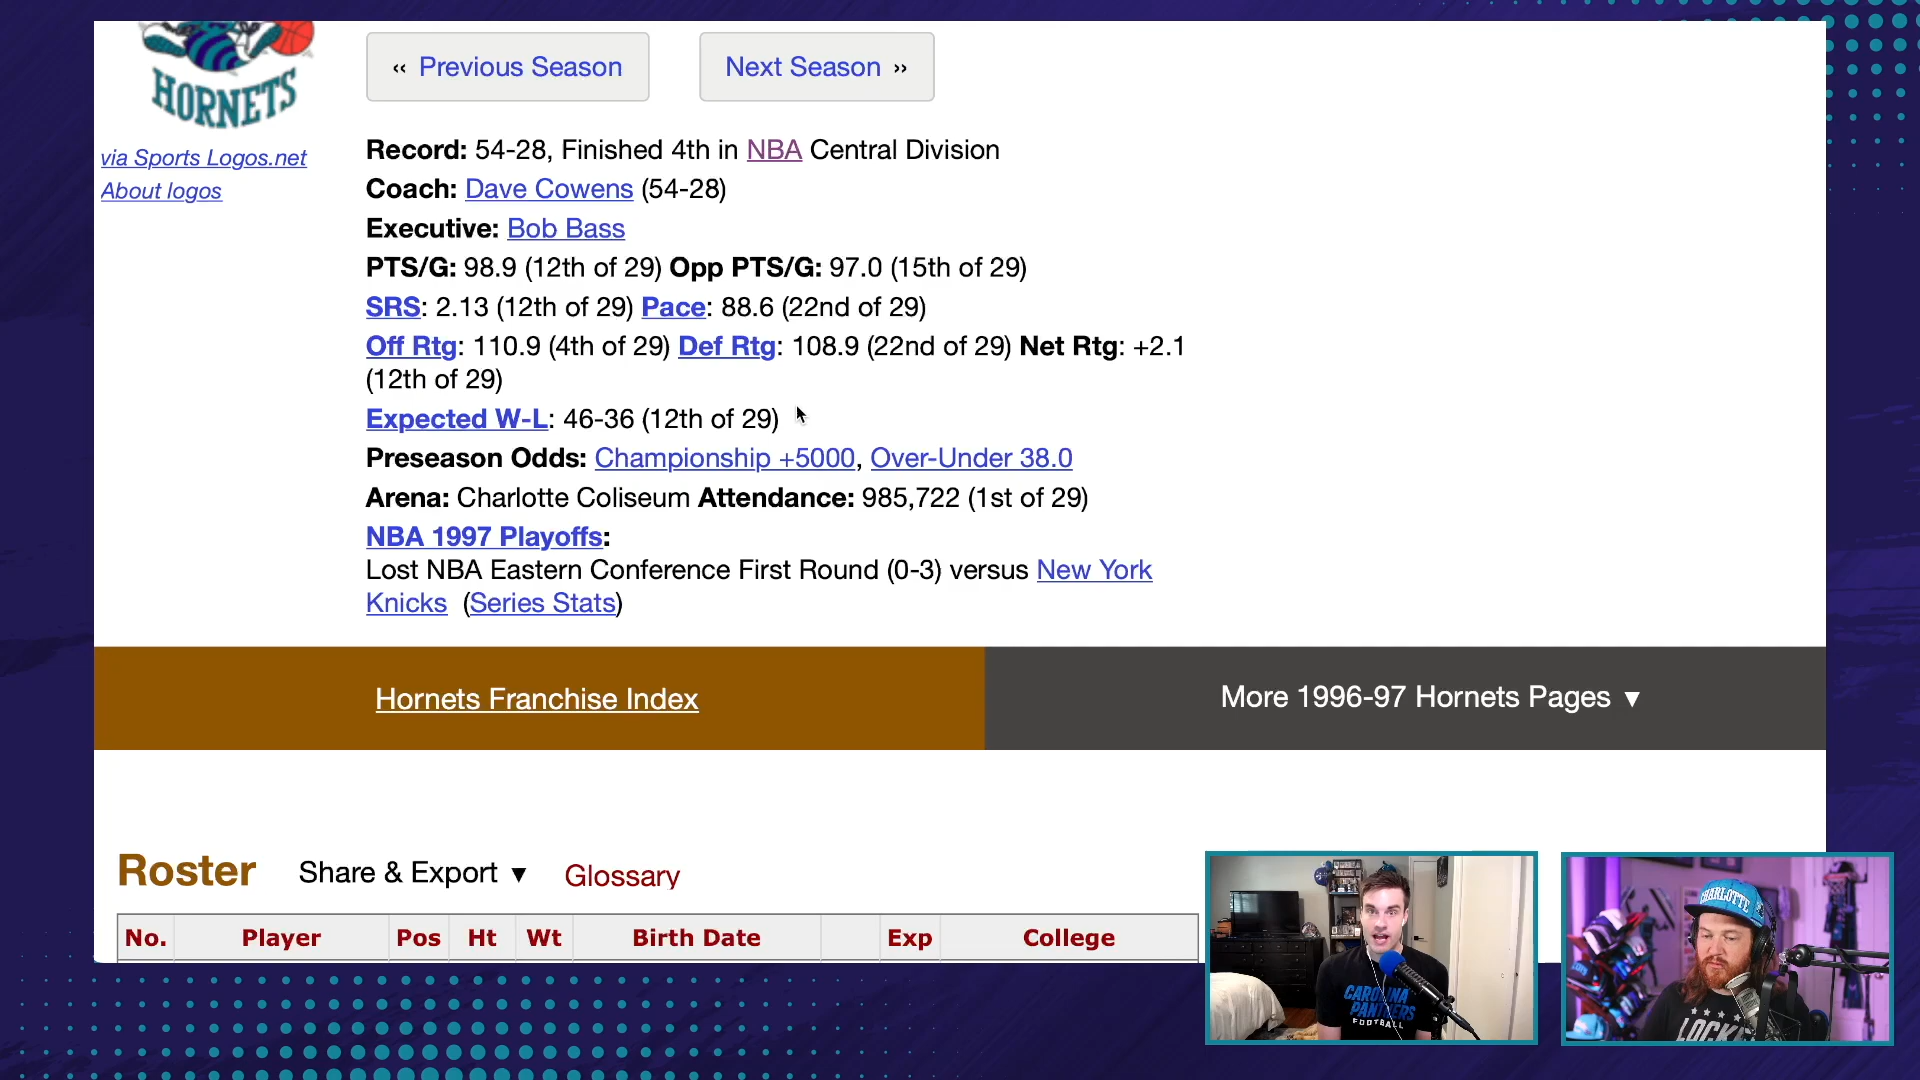 HORNETS
via Sports Logos.net
About logos
‹‹ Previous Season
Next Season ››
Record: 54-28, Finished 4th in NBA Central Division
Coach: Dave Cowens (54-28)
Executive: Bob Bass
PTS/G: 98.9 (12th of 29) Opp PTS/G: 97.0 (15th of 29)
SRS: 2.13 (12th of 29) Pace: 88.6 (22nd of 29)
Off Rtg: 110.9 (4th of 29) Def Rtg: 108.9 (22nd of 29) Net Rtg: +2.1
(12th of 29)
Expected W-L: 46-36 (12th of 29)
Preseason Odds: Championship +5000, Over-Under 38.0
Arena: Charlotte Coliseum Attendance: 985,722 (1st of 29)
NBA 1997 Playoffs:
Lost NBA Eastern Conference First Round (0-3) versus New York
Knicks (Series Stats)
Hornets Franchise Index
More 1996-97 Hornets Pages ▼
Roster Share & Export ▼ Glossary
No. Player Pos Ht Wt Birth Date Exp College
CAROLINA
PANTHERS
FOOTBALL
CHARLOTTE